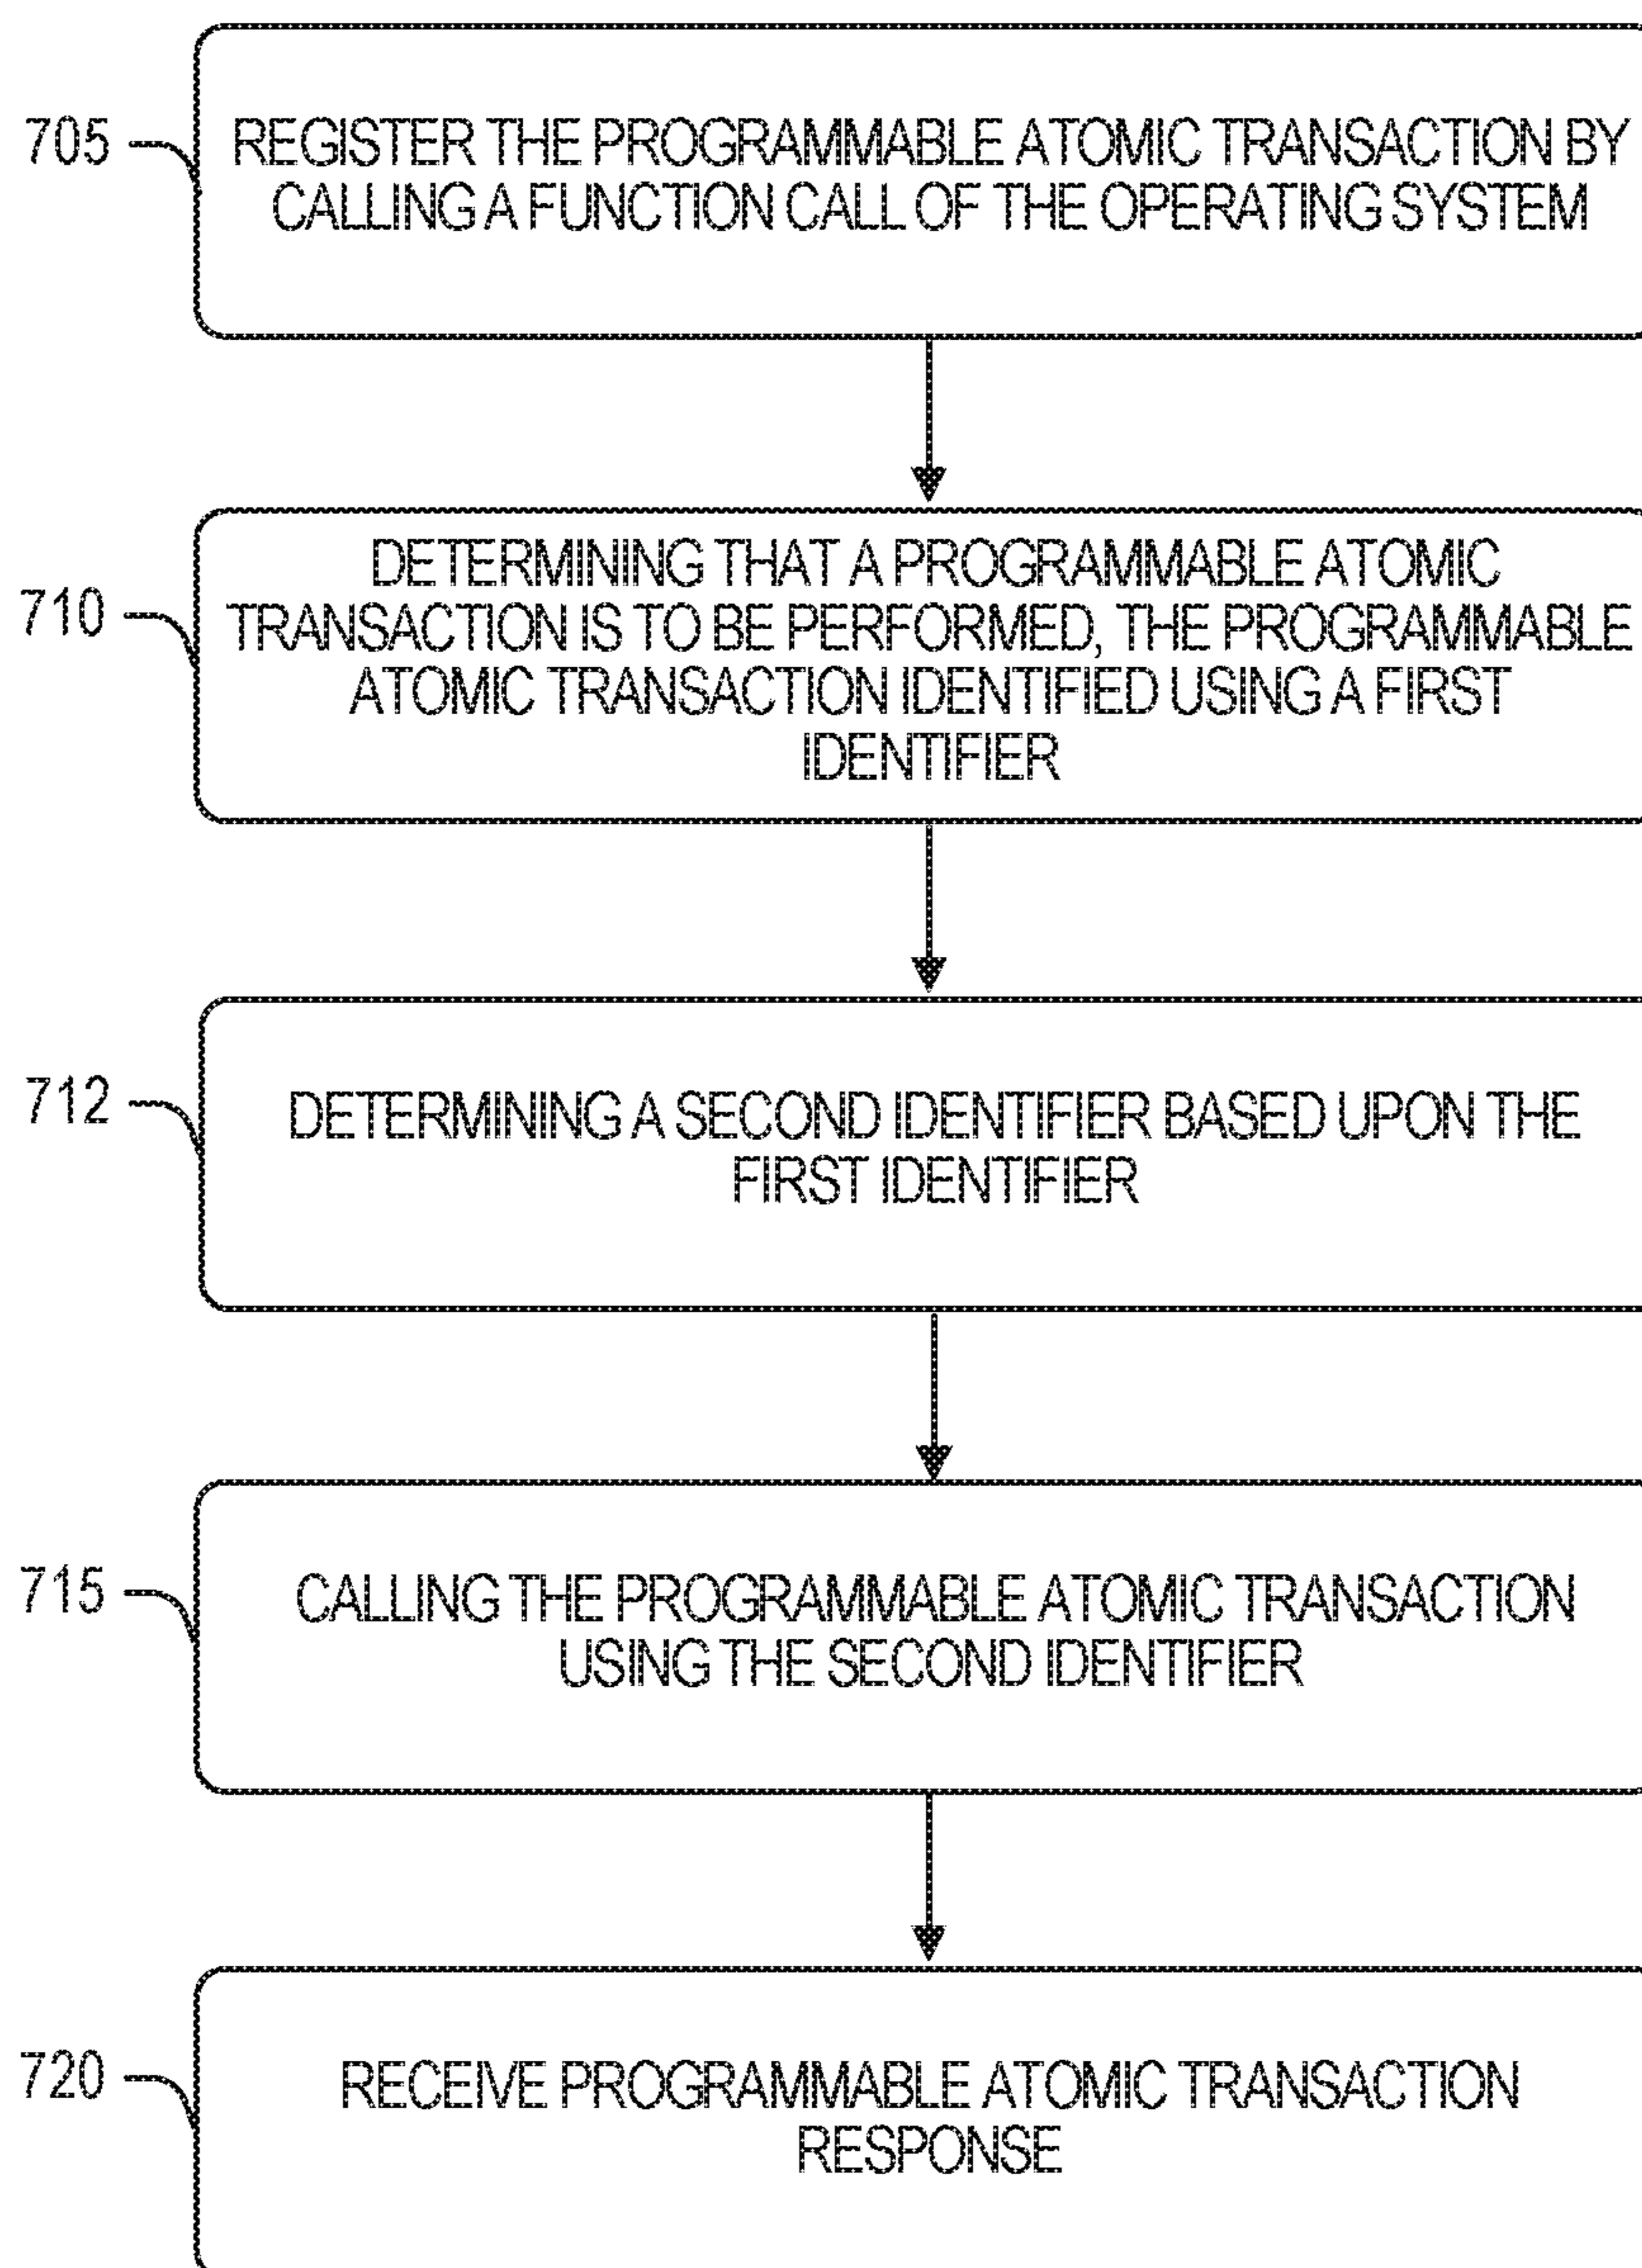 705
REGISTER THE PROGRAMMABLE ATOMIC TRANSACTION BY
CALLING A FUNCTION CALL OF THE OPERATING SYSTEM
710
DETERMINING THAT A PROGRAMMABLE ATOMIC
TRANSACTION IS TO BE PERFORMED, THE PROGRAMMABLE
ATOMIC TRANSACTION IDENTIFIED USING A FIRST
IDENTIFIER
712
DETERMINING A SECOND IDENTIFIER BASED UPON THE
FIRST IDENTIFIER
715
CALLING THE PROGRAMMABLE ATOMIC TRANSACTION
USING THE SECOND IDENTIFIER
720
RECEIVE PROGRAMMABLE ATOMIC TRANSACTION
RESPONSE